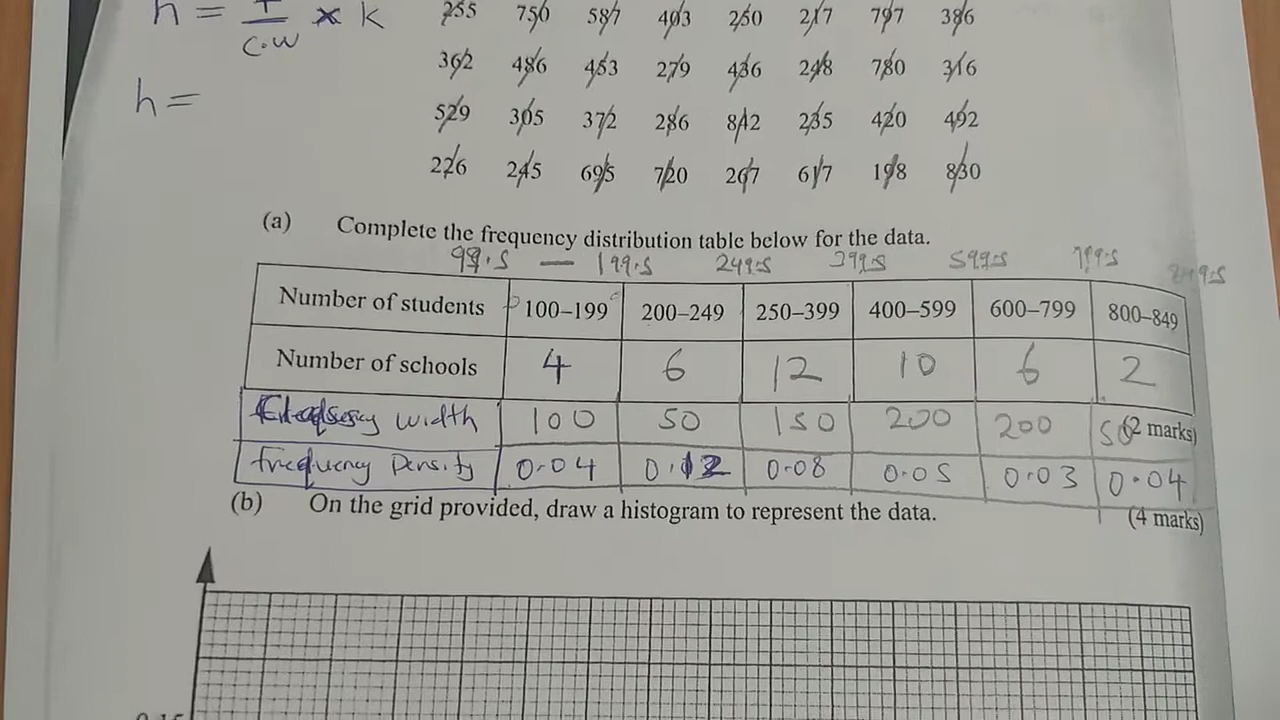 h = f/c.w × k
255 750 587 403 250 217 797 386
362 486 453 279 436 248 780 316
h =
529 305 372 286 842 235 420 492
226 245 695 720 267 617 198 830
(a) Complete the frequency distribution table below for the data.
99.5 — 199.5 249.5 399.5 599.5 799.5 849.5
Number of students 100–199 200–249 250–399 400–599 600–799 800–849
Number of schools 4 6 12 10 6 2
width 100 50 150 200 200 50 (2 marks)
frequency Density 0.04 0.12 0.08 0.05 0.03 0.04
(b) On the grid provided, draw a histogram to represent the data.
(4 marks)
0.15